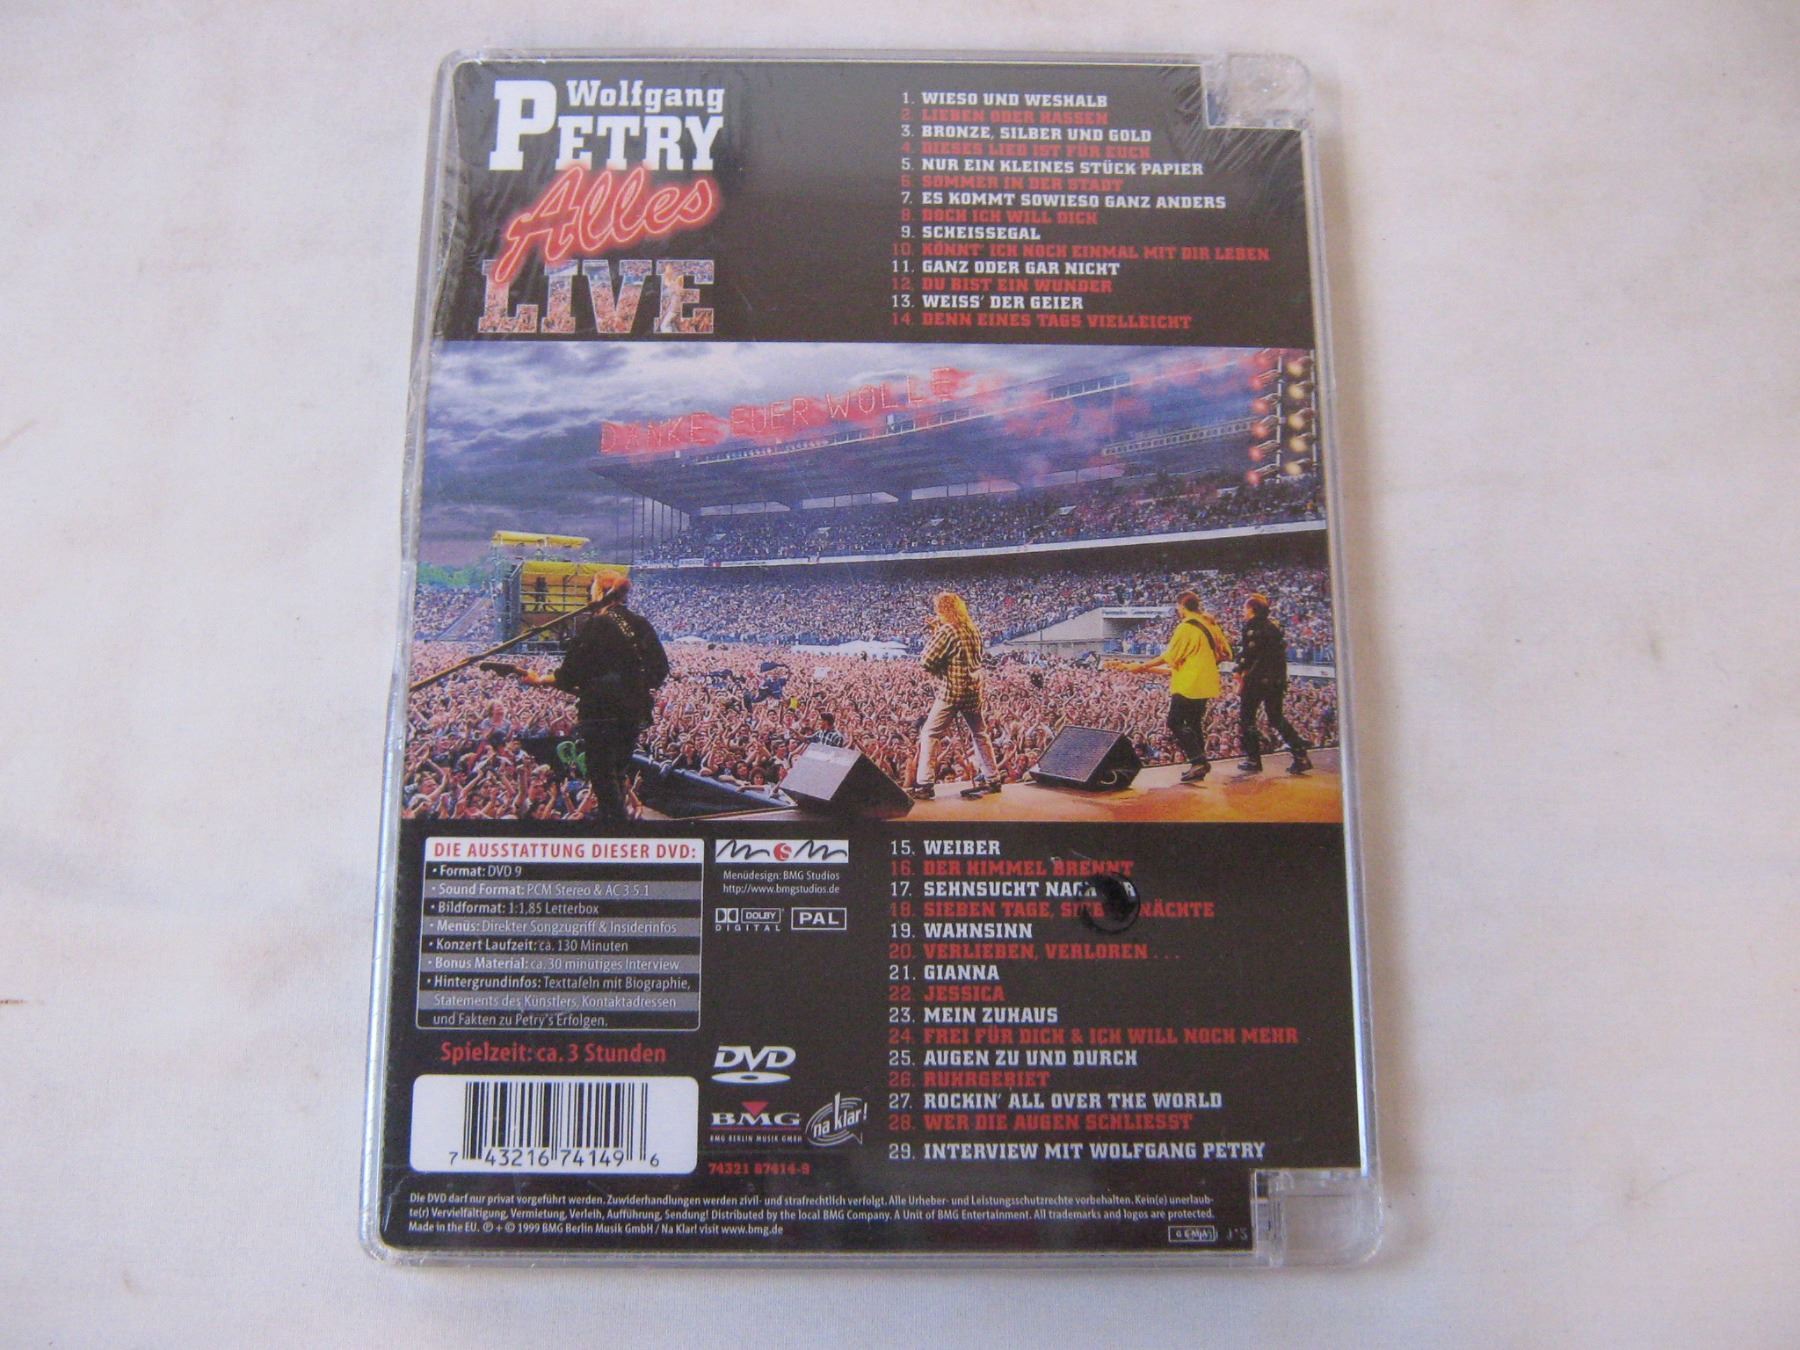 Wolfgang
PETRY
Alles
LIVE
1. WIESO UND WESHALB
2. LIEBEN ODER HASSEN
3. BRONZE, SILBER UND GOLD
4. DIESES LIED IST FÜR EUCH
5. NUR EIN KLEINES STÜCK PAPIER
6. SOMMER IN DER STADT
7. ES KOMMT SOWIESO GANZ ANDERS
8. DOCH ICH WILL DICH
9. SCHEISSEGAL
10. KÖNNT' ICH NOCH EINMAL MIT DIR LEBEN
11. GANZ ODER GAR NICHT
12. DU BIST EIN WUNDER
13. WEISS' DER GEIER
14. DENN EINES TAGS VIELLEICHT
DANKE EUER WOLLE
DIE AUSSTATTUNG DIESER DVD:
• Format: DVD 9
• Sound Format: PCM Stereo & AC 3 5.1
• Bildformat: 1:1,85 Letterbox
• Menüs: Direkter Songzugriff & Insiderinfos
• Konzert Laufzeit: ca. 130 Minuten
• Bonus Material: ca. 30 minütiges Interview
• Hintergrundinfos: Texttafeln mit Biographie,
Statements des Künstlers, Kontaktadressen
und Fakten zu Petry's Erfolgen.
Spielzeit: ca. 3 Stunden
7 43216 74149 6
Menüdesign: BMG Studios
http://www.bmgstudios.de
DOLBY
DIGITAL
PAL
DVD
BMG
BMG BERLIN MUSIK GMBH
na klar!
74321 67414-9
15. WEIBER
16. DER HIMMEL BRENNT
17. SEHNSUCHT NACH
18. SIEBEN TAGE, NÄCHTE
19. WAHNSINN
20. VERLIEBEN, VERLOREN . . .
21. GIANNA
22. JESSICA
23. MEIN ZUHAUS
24. FREI FÜR DICH & ICH WILL NOCH MEHR
25. AUGEN ZU UND DURCH
26. RUHRGEBIET
27. ROCKIN' ALL OVER THE WORLD
28. WER DIE AUGEN SCHLIESST
29. INTERVIEW MIT WOLFGANG PETRY
Die DVD darf nur privat vorgeführt werden. Zuwiderhandlungen werden zivil- und strafrechtlich verfolgt. Alle Urheber- und Leistungsschutzrechte vorbehalten. Kein(e) unerlaub-
te(r) Vervielfältigung, Vermietung, Verleih, Aufführung, Sendung! Distributed by the local BMG Company. A Unit of BMG Entertainment. All trademarks and logos are protected.
Made in the EU. ℗ + © 1999 BMG Berlin Musik GmbH / Na Klar! visit www.bmg.de